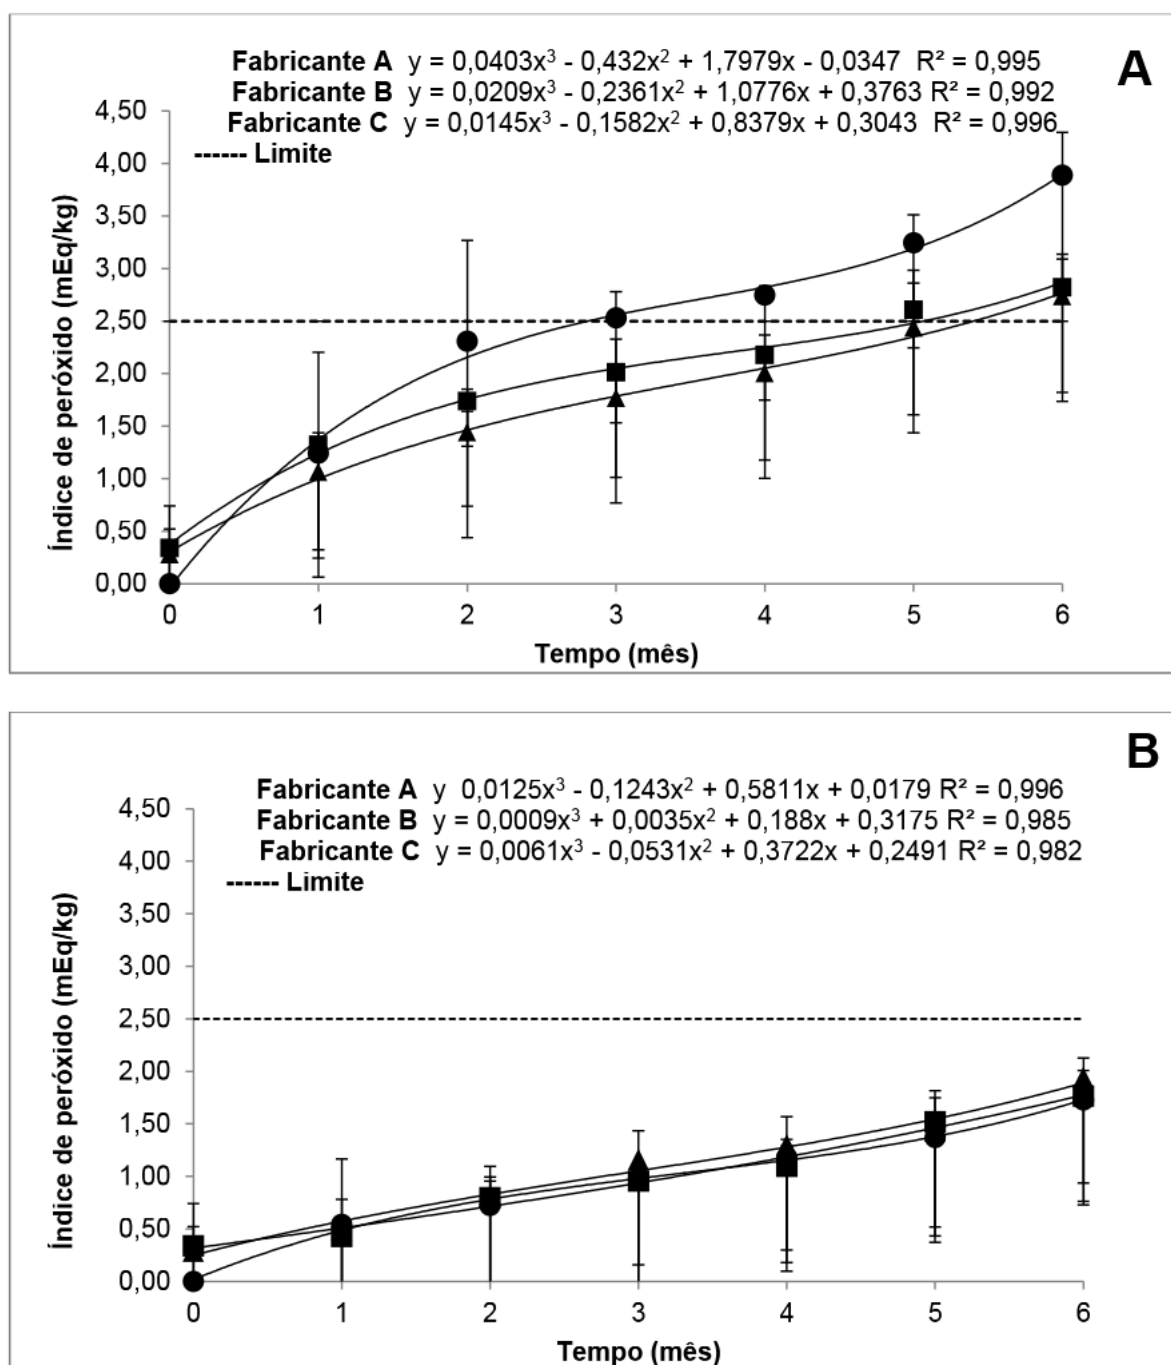 A
Fabricante A y = 0,0403x³ - 0,432x² + 1,7979x - 0,0347 R² = 0,995
Fabricante B y = 0,0209x³ - 0,2361x² + 1,0776x + 0,3763 R² = 0,992
Fabricante C y = 0,0145x³ - 0,1582x² + 0,8379x + 0,3043 R² = 0,996
------ Limite
Índice de peróxido (mEq/kg)
4,50
4,00
3,50
3,00
2,50
2,00
1,50
1,00
0,50
0,00
0 1 2 3 4 5 6
Tempo (mês)
B
Fabricante A y 0,0125x³ - 0,1243x² + 0,5811x + 0,0179 R² = 0,996
Fabricante B y = 0,0009x³ + 0,0035x² + 0,188x + 0,3175 R² = 0,985
Fabricante C y = 0,0061x³ - 0,0531x² + 0,3722x + 0,2491 R² = 0,982
------ Limite
Índice de peróxido (mEq/kg)
4,50
4,00
3,50
3,00
2,50
2,00
1,50
1,00
0,50
0,00
0 1 2 3 4 5 6
Tempo (mês)